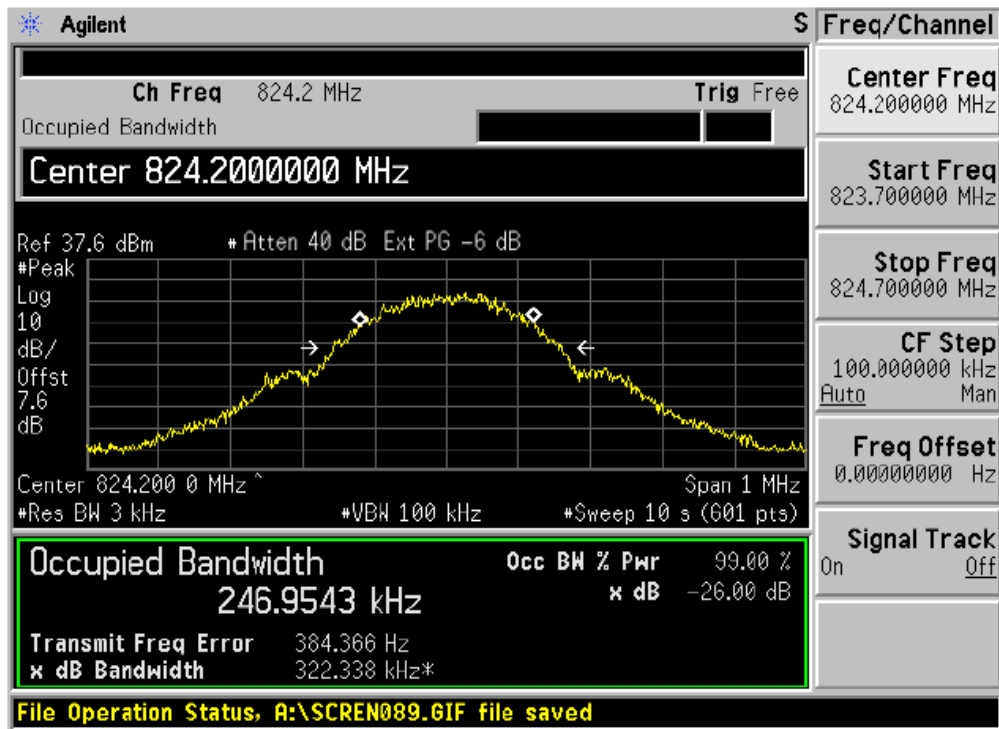 Agilent S
Freq/Channel
Ch Freq 824.2 MHz Trig Free
Occupied Bandwidth
Center 824.2000000 MHz
Ref 37.6 dBm #Atten 40 dB Ext PG -6 dB
#Peak
Log
10
dB/
Offst
7.6
dB
Center 824.200 0 MHz ^ Span 1 MHz
#Res BW 3 kHz #VBW 100 kHz #Sweep 10 s (601 pts)
Occupied Bandwidth
246.9543 kHz
Occ BW % Pwr 99.00 %
x dB -26.00 dB
Transmit Freq Error 384.366 Hz
x dB Bandwidth 322.338 kHz*
File Operation Status, A:\SCREN089.GIF file saved
Center Freq
824.200000 MHz
Start Freq
823.700000 MHz
Stop Freq
824.700000 MHz
CF Step
100.000000 kHz
Auto Man
Freq Offset
0.00000000 Hz
Signal Track
On Off